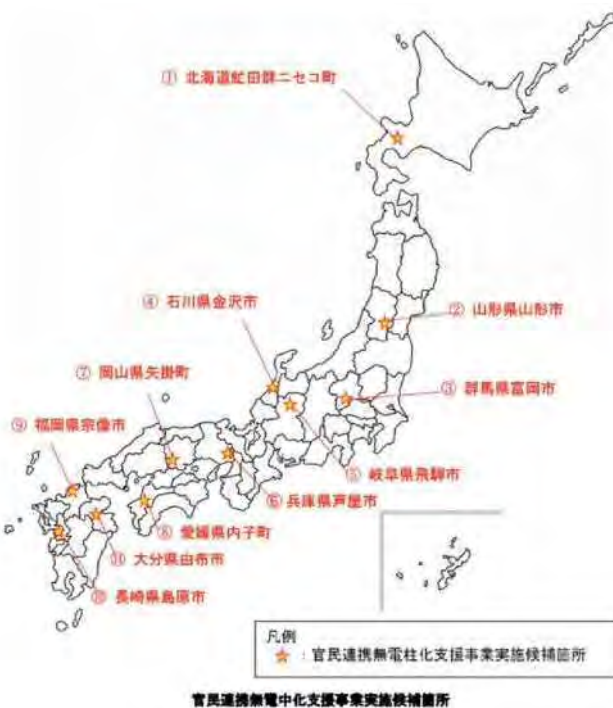 ① 北海道虻田群ニセコ町
② 山形県山形市
③ 群馬県富岡市
④ 石川県金沢市
⑤ 岐阜県飛騨市
⑥ 兵庫県芦屋市
⑦ 岡山県矢掛町
⑧ 愛媛県内子町
⑨ 福岡県宗像市
⑪ 大分県由布市
⑩ 長崎県島原市
凡例
：官民連携無電柱化支援事業実施候補箇所
官民連携無電中化支援事業実施候補箇所